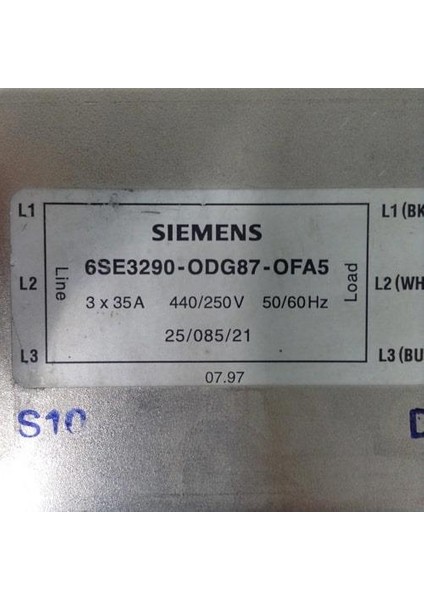 SIEMENS
L1
L1 (BK
6SE3290-ODG87-OFA5
Line
Load
L2
L2 (WH
3 x 35A 440/250V 50/60Hz
25/085/21
L3
L3 (BU
07.97
S10